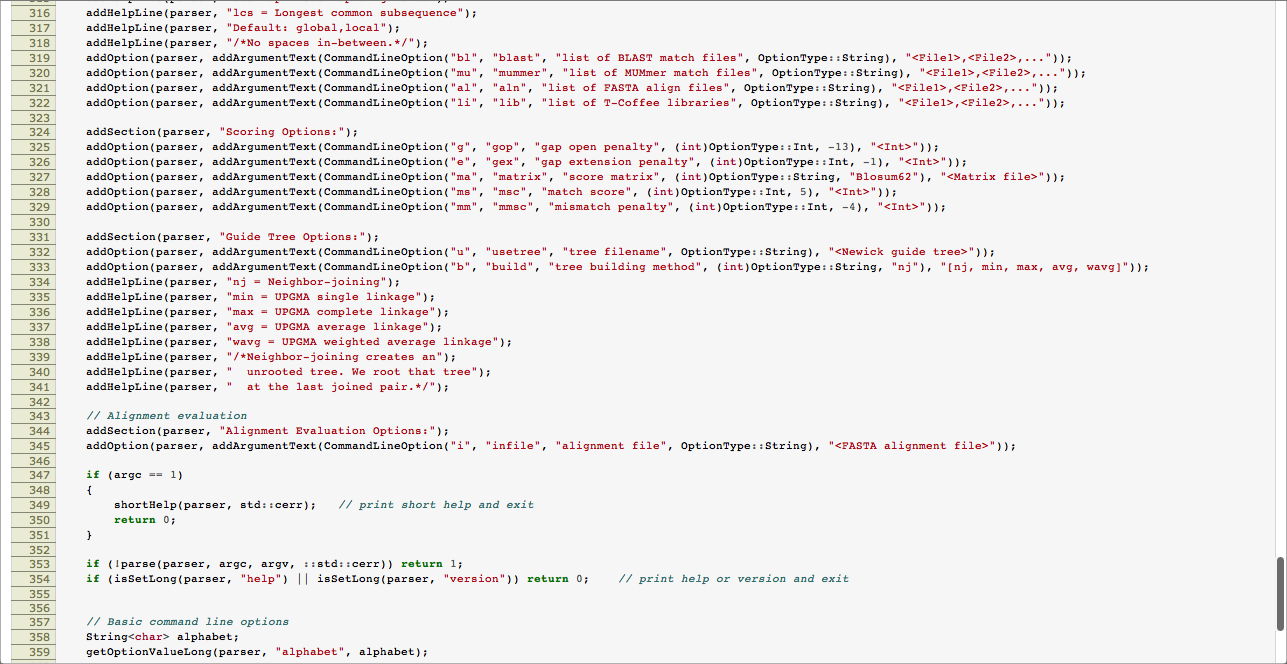 316 addHelpLine(parser, "lcs = Longest common subsequence");
317 addHelpLine(parser, "Default: global,local");
318 addHelpLine(parser, "/*No spaces in-between.*/");
319 addOption(parser, addArgumentText(CommandLineOption("bl", "blast", "list of BLAST match files", OptionType::String), "<File1>,<File2>,..."));
320 addOption(parser, addArgumentText(CommandLineOption("mu", "mummer", "list of MUMmer match files", OptionType::String), "<File1>,<File2>,..."));
321 addOption(parser, addArgumentText(CommandLineOption("al", "aln", "list of FASTA align files", OptionType::String), "<File1>,<File2>,..."));
322 addOption(parser, addArgumentText(CommandLineOption("li", "lib", "list of T-Coffee libraries", OptionType::String), "<File1>,<File2>,..."));
323
324 addSection(parser, "Scoring Options:");
325 addOption(parser, addArgumentText(CommandLineOption("g", "gop", "gap open penalty", (int)OptionType::Int, -13), "<Int>"));
326 addOption(parser, addArgumentText(CommandLineOption("e", "gex", "gap extension penalty", (int)OptionType::Int, -1), "<Int>"));
327 addOption(parser, addArgumentText(CommandLineOption("ma", "matrix", "score matrix", (int)OptionType::String, "Blosum62"), "<Matrix file>"));
328 addOption(parser, addArgumentText(CommandLineOption("ms", "msc", "match score", (int)OptionType::Int, 5), "<Int>"));
329 addOption(parser, addArgumentText(CommandLineOption("mm", "mmsc", "mismatch penalty", (int)OptionType::Int, -4), "<Int>"));
330
331 addSection(parser, "Guide Tree Options:");
332 addOption(parser, addArgumentText(CommandLineOption("u", "usetree", "tree filename", OptionType::String), "<Newick guide tree>"));
333 addOption(parser, addArgumentText(CommandLineOption("b", "build", "tree building method", (int)OptionType::String, "nj"), "[nj, min, max, avg, wavg]"));
334 addHelpLine(parser, "nj = Neighbor-joining");
335 addHelpLine(parser, "min = UPGMA single linkage");
336 addHelpLine(parser, "max = UPGMA complete linkage");
337 addHelpLine(parser, "avg = UPGMA average linkage");
338 addHelpLine(parser, "wavg = UPGMA weighted average linkage");
339 addHelpLine(parser, "/*Neighbor-joining creates an");
340 addHelpLine(parser, "  unrooted tree. We root that tree");
341 addHelpLine(parser, "  at the last joined pair.*/");
342
343 // Alignment evaluation
344 addSection(parser, "Alignment Evaluation Options:");
345 addOption(parser, addArgumentText(CommandLineOption("i", "infile", "alignment file", OptionType::String), "<FASTA alignment file>"));
346
347 if (argc == 1)
348 {
349     shortHelp(parser, std::cerr);   // print short help and exit
350     return 0;
351 }
352
353 if (!parse(parser, argc, argv, ::std::cerr)) return 1;
354 if (isSetLong(parser, "help") || isSetLong(parser, "version")) return 0;    // print help or version and exit
355
356
357 // Basic command line options
358 String<char> alphabet;
359 getOptionValueLong(parser, "alphabet", alphabet);